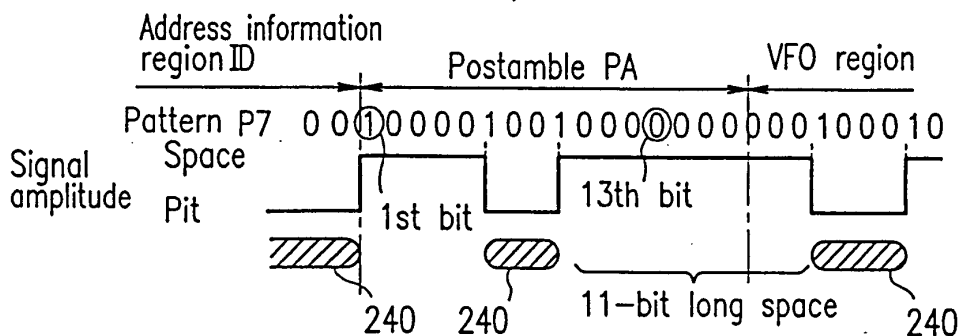 Address information
region ID
Postamble PA
VFO region
Pattern P7 0 0 1 0 0 0 0 1 0 0 1 0 0 0 0 0 0 0 0 0 0 1 0 0 0 1 0
Signal
amplitude
Space
Pit
1st bit
13th bit
11-bit long space
240
240
240